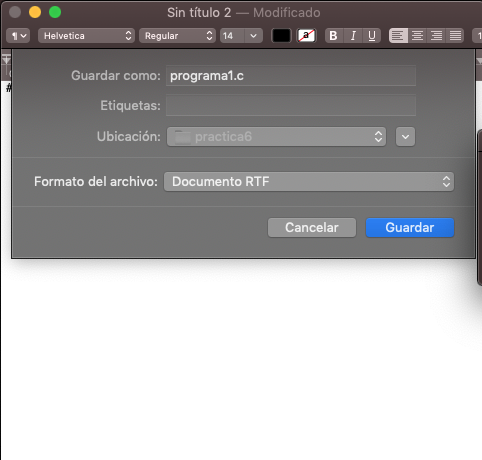 Sin título 2 — Modificado
¶ Helvetica Regular 14 a B I U 1
#
Guardar como: programa1.c
Etiquetas:
Ubicación: practica6
Formato del archivo: Documento RTF
Cancelar Guardar